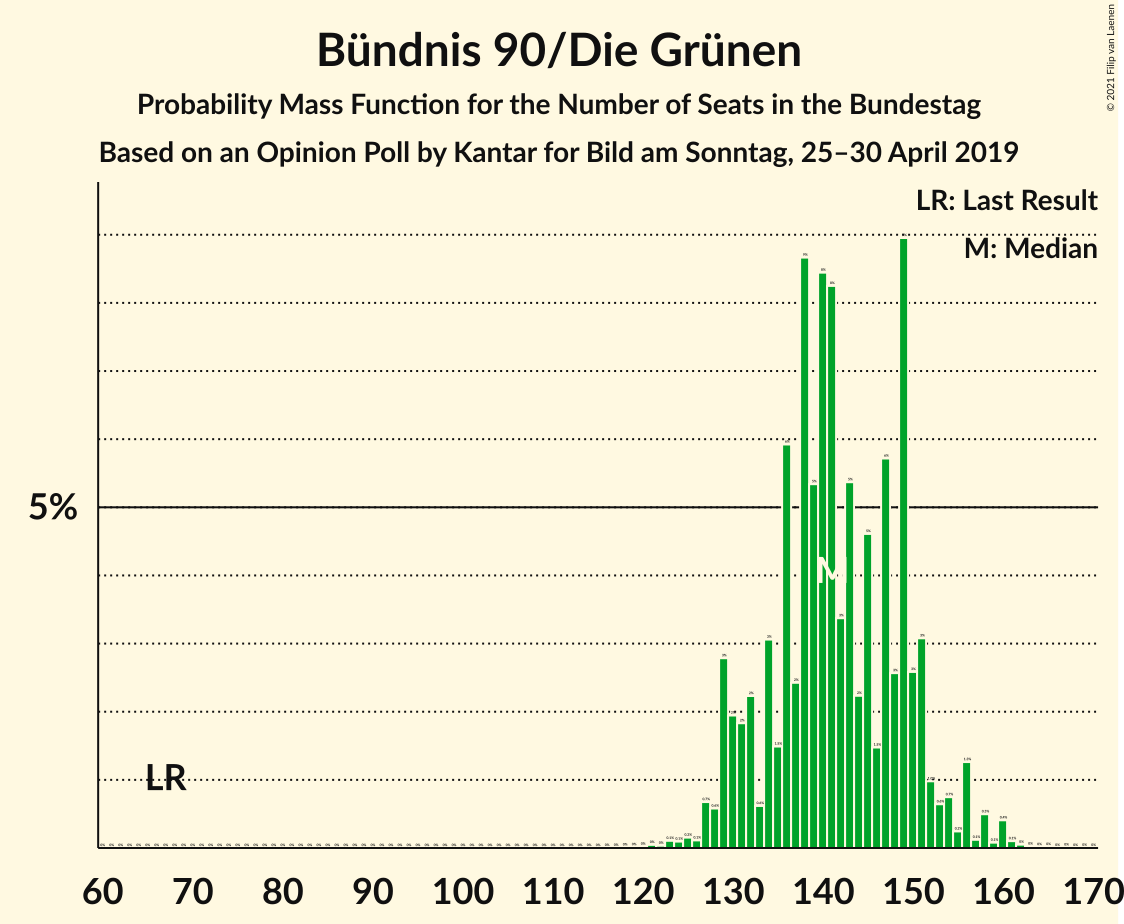 Bündnis 90/Die Grünen
Probability Mass Function for the Number of Seats in the Bundestag
Based on an Opinion Poll by Kantar for Bild am Sonntag, 25–30 April 2019
© 2021 Filip van Laenen
LR: Last Result
M: Median
5%
M
LR
60 70 80 90 100 110 120 130 140 150 160 170